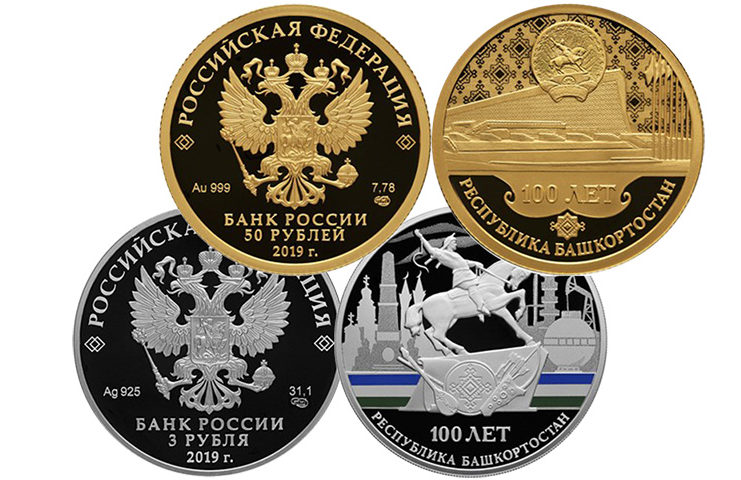 РОССИЙСКАЯ ФЕДЕРАЦИЯ
Au 999
7,78
БАНК РОССИИ
50 РУБЛЕЙ
2019 г.
100 ЛЕТ
РЕСПУБЛИКА БАШКОРТОСТАН
РОССИЙСКАЯ
Ag 925
31,1
БАНК РОССИИ
3 РУБЛЯ
2019 г.
100 ЛЕТ
РЕСПУБЛИКА БАШКОРТОСТАН